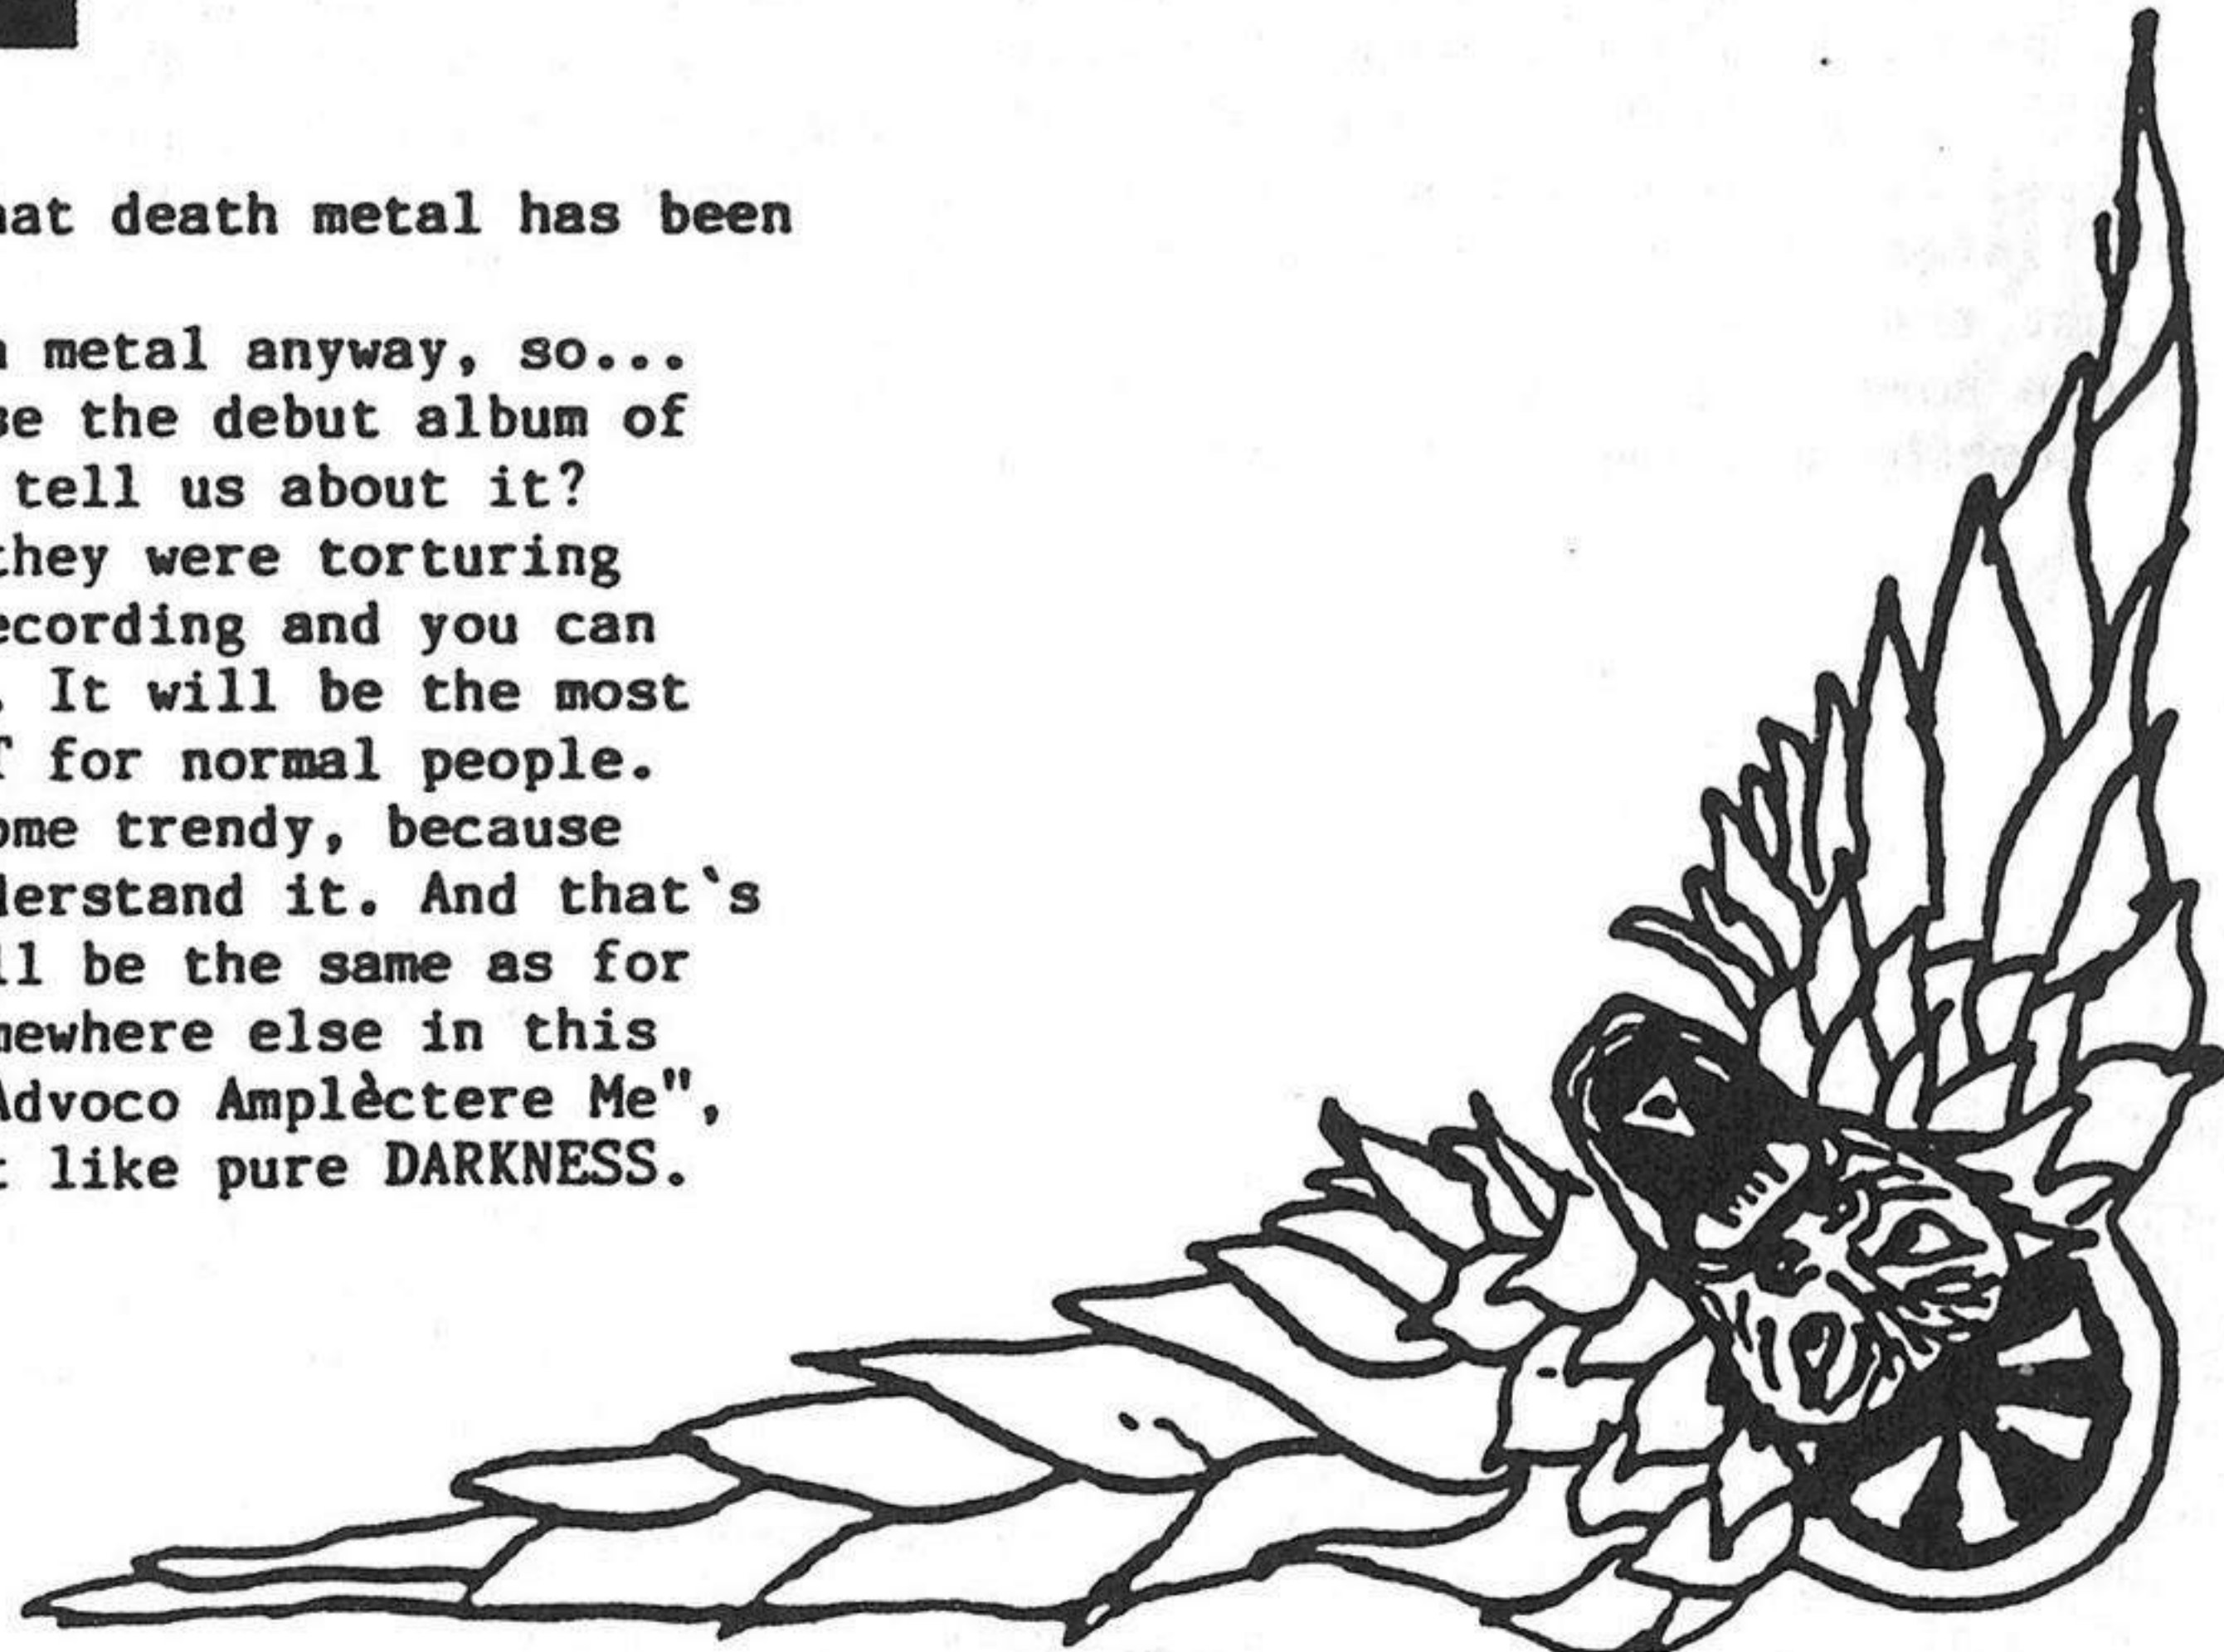 hat death metal has been
metal anyway, so...
se the debut album of
tell us about it?
they were torturing
ecording and you can
. It will be the most
for normal people.
ome trendy, because
derstand it. And that`s
ll be the same as for
mewhere else in this
Advoco Amplèctere Me",
like pure DARKNESS.